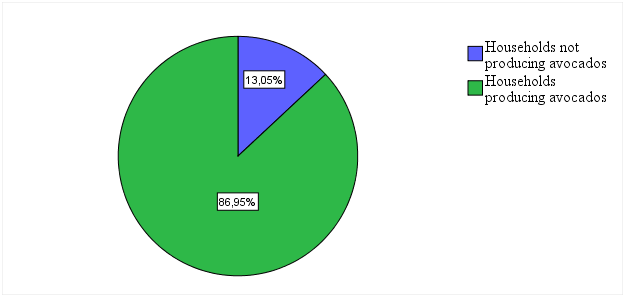 Households not
producing avocados
Households
producing avocados
13,05%
86,95%